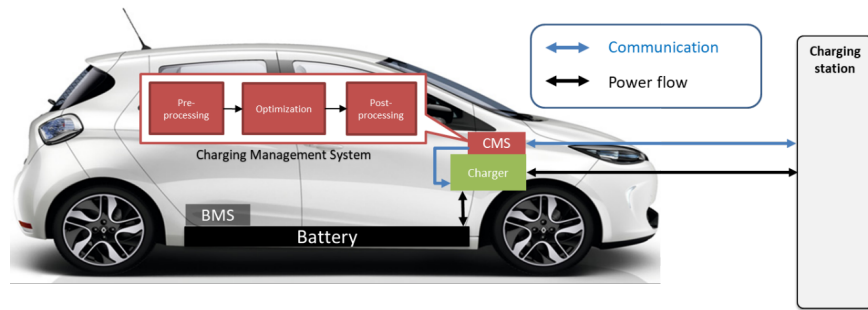 Communication
Power flow
Charging
station
Pre-
processing
Optimization
Post-
processing
Charging Management System
CMS
Charger
BMS
Battery